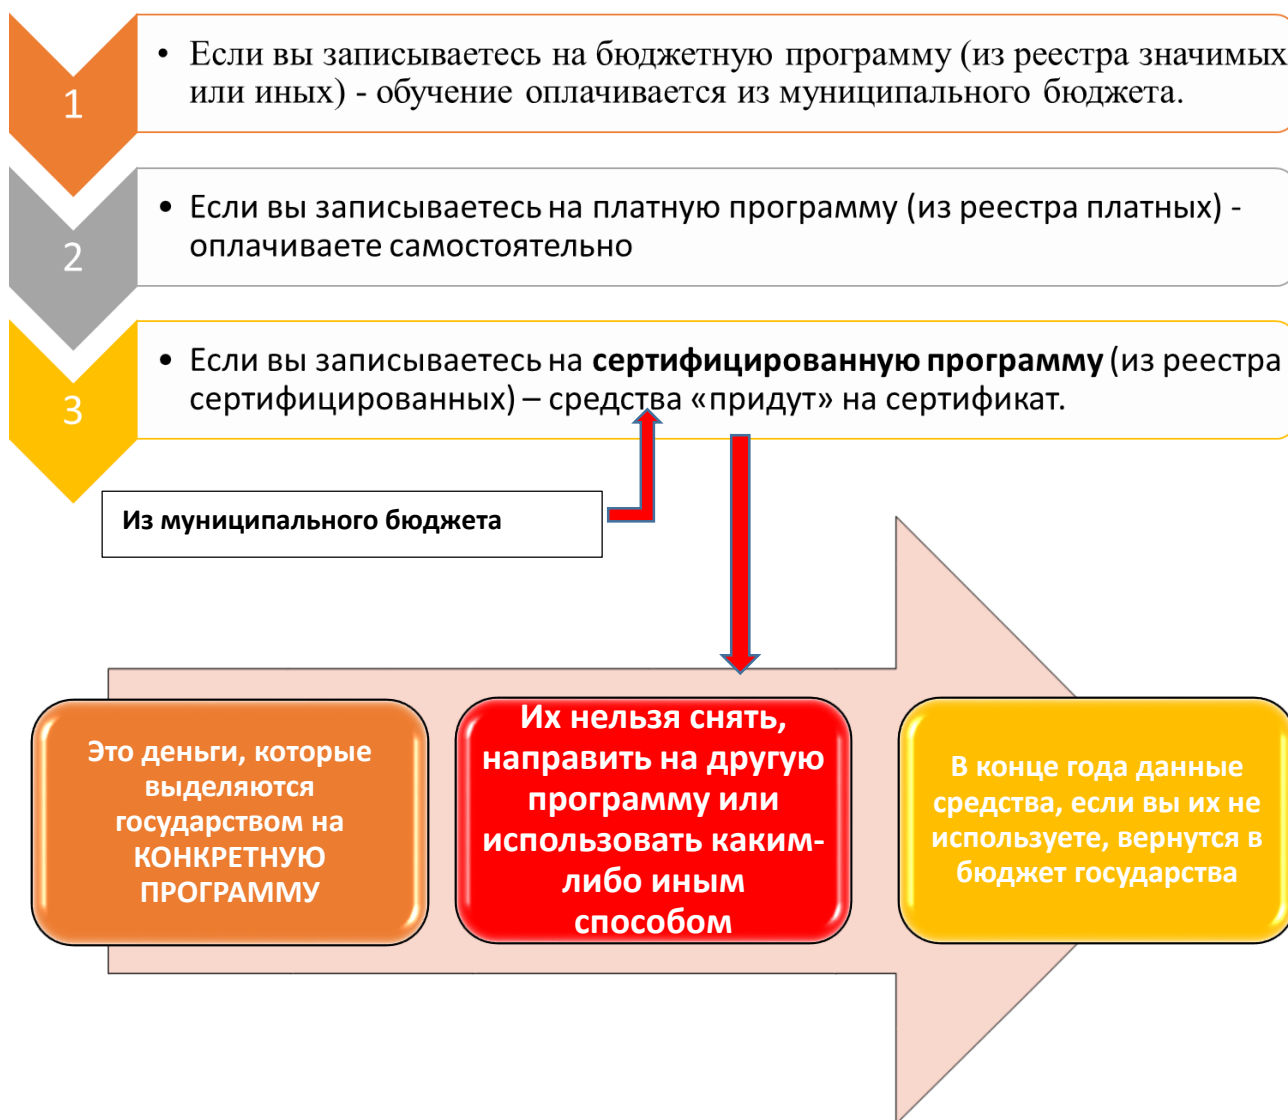 1
• Если вы записываетесь на бюджетную программу (из реестра значимых
или иных) - обучение оплачивается из муниципального бюджета.
2
• Если вы записываетесь на платную программу (из реестра платных) -
оплачиваете самостоятельно
3
• Если вы записываетесь на сертифицированную программу (из реестра
сертифицированных) – средства «придут» на сертификат.
Из муниципального бюджета
Это деньги, которые
выделяются
государством на
КОНКРЕТНУЮ
ПРОГРАММУ
Их нельзя снять,
направить на другую
программу или
использовать каким-
либо иным
способом
В конце года данные
средства, если вы их не
используете, вернутся в
бюджет государства